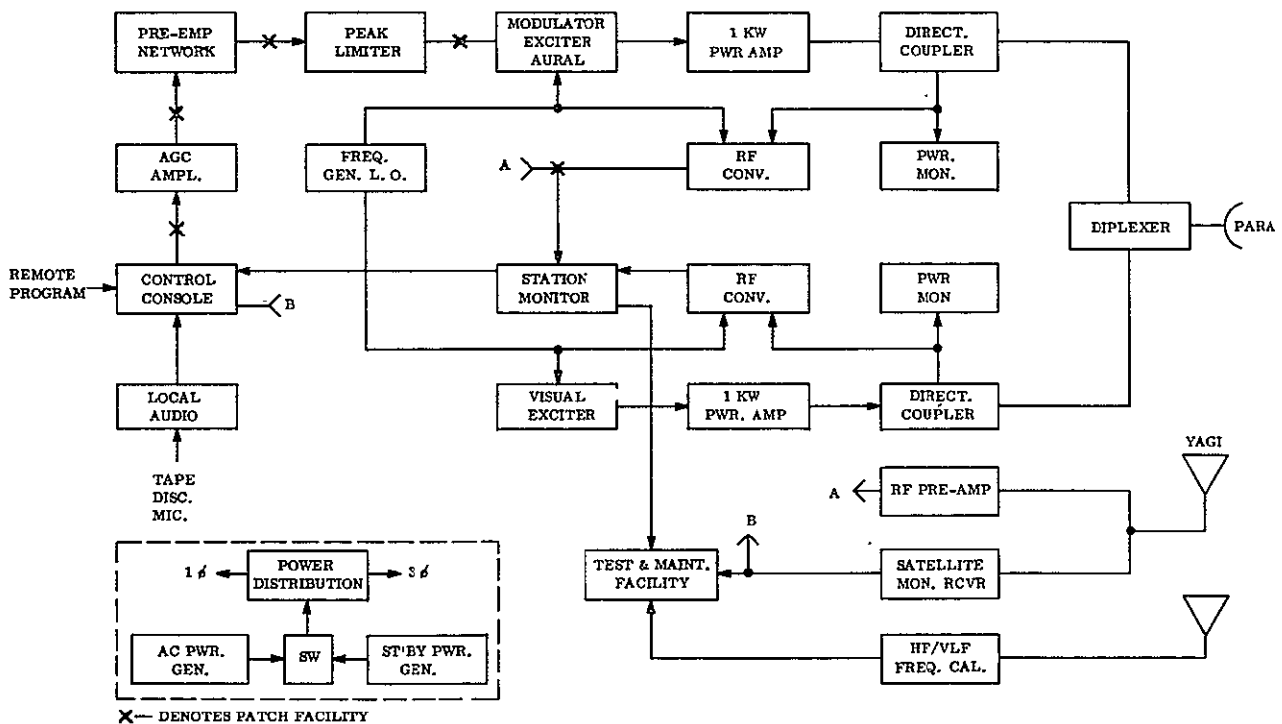 PRE-EMP
NETWORK
PEAK
LIMITER
MODULATOR
EXCITER
AURAL
1 KW
PWR AMP
DIRECT.
COUPLER
AGC
AMPL.
FREQ.
GEN. L. O.
A
RF
CONV.
PWR.
MON.
DIPLEXER
PARA
REMOTE
PROGRAM
CONTROL
CONSOLE
B
STATION
MONITOR
RF
CONV.
PWR
MON
LOCAL
AUDIO
VISUAL
EXCITER
1 KW
PWR. AMP
DIRECT.
COUPLER
TAPE
DISC.
MIC.
YAGI
A
RF PRE-AMP
B
1 ø
POWER
DISTRIBUTION
3 ø
TEST & MAINT.
FACILITY
SATELLITE
MON. RCVR
AC PWR.
GEN.
SW
ST'BY PWR.
GEN.
HF/VLF
FREQ. CAL.
X — DENOTES PATCH FACILITY